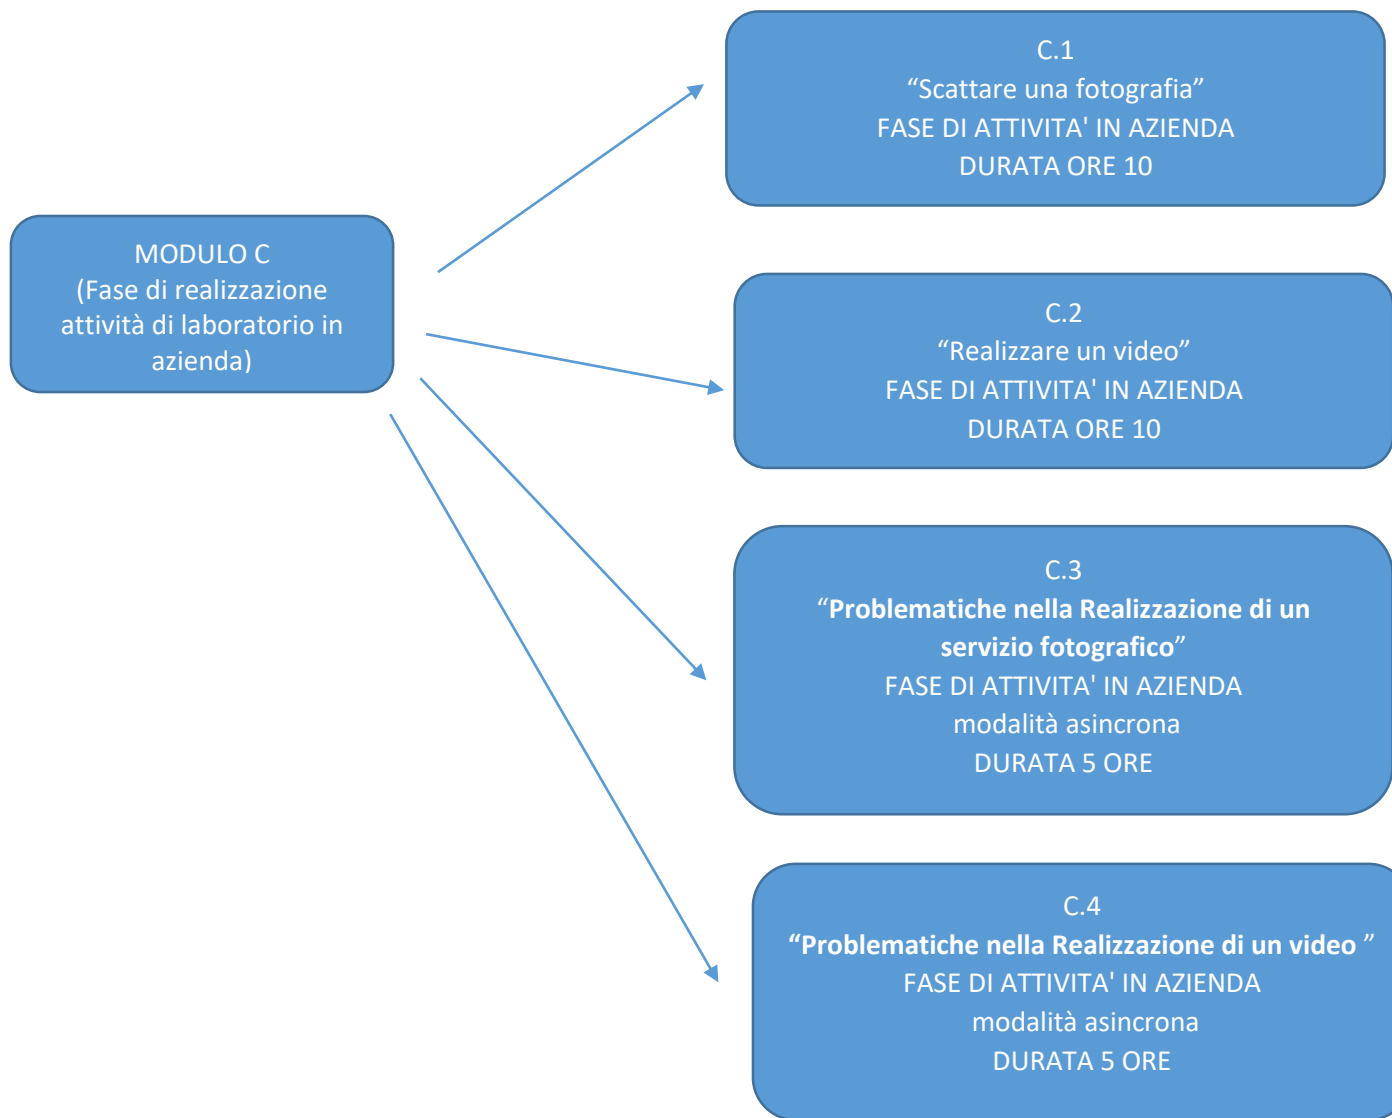 MODULO C
(Fase di realizzazione
attività di laboratorio in
azienda)
C.1
“Scattare una fotografia”
FASE DI ATTIVITA' IN AZIENDA
DURATA ORE 10
C.2
“Realizzare un video”
FASE DI ATTIVITA' IN AZIENDA
DURATA ORE 10
C.3
“Problematiche nella Realizzazione di un
servizio fotografico”
FASE DI ATTIVITA' IN AZIENDA
modalità asincrona
DURATA 5 ORE
C.4
“Problematiche nella Realizzazione di un video ”
FASE DI ATTIVITA' IN AZIENDA
modalità asincrona
DURATA 5 ORE